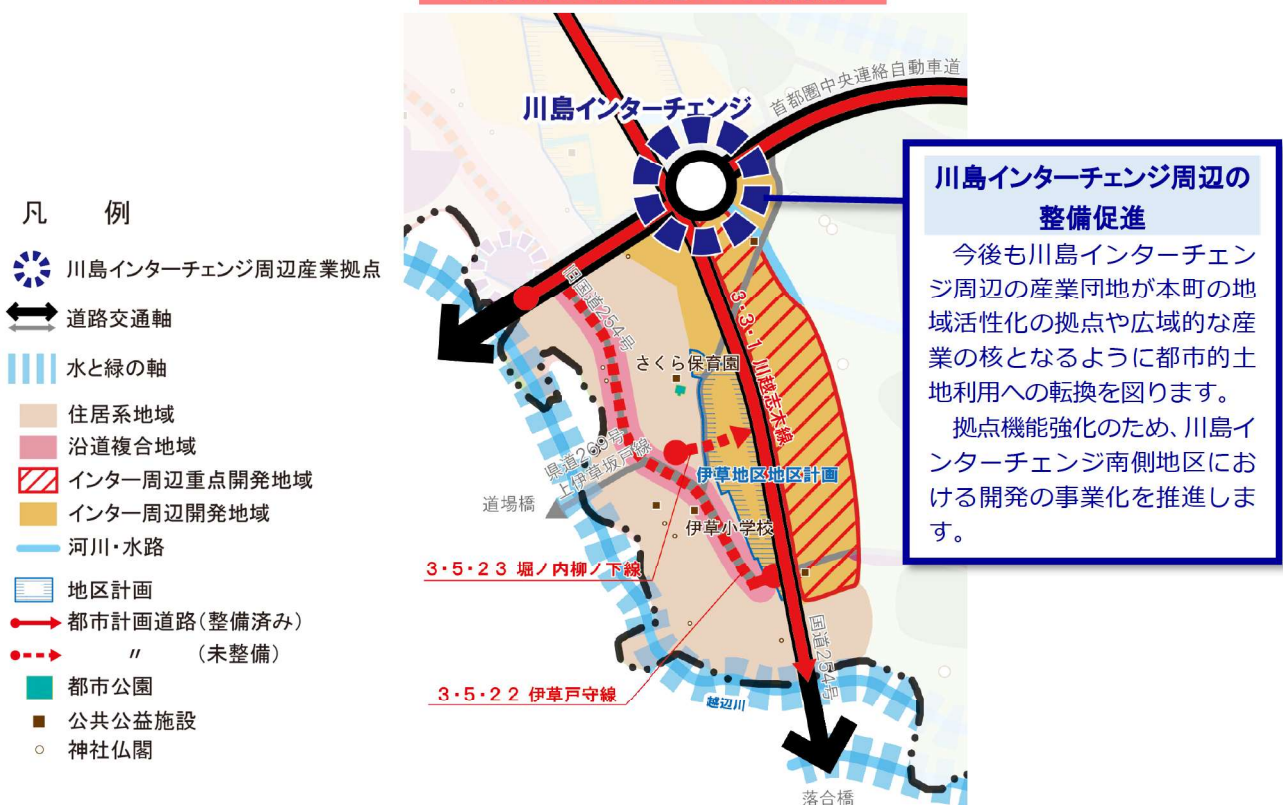 川島インターチェンジ
首都圏中央連絡自動車道
川島インターチェンジ周辺の
整備促進
今後も川島インターチェン
ジ周辺の産業団地が本町の地
域活性化の拠点や広域的な産
業の核となるように都市的土
地利用への転換を図ります。
拠点機能強化のため、川島イ
ンターチェンジ南側地区にお
ける開発の事業化を推進しま
す。
凡 例
川島インターチェンジ周辺産業拠点
道路交通軸
水と緑の軸
住居系地域
沿道複合地域
インター周辺重点開発地域
インター周辺開発地域
河川・水路
地区計画
都市計画道路(整備済み)
〃 (未整備)
都市公園
公共公益施設
神社仏閣
旧国道254号
3・3・1 川越志木線
さくら保育園
県道269号
上伊草坂戸線
伊草地区地区計画
道場橋
伊草小学校
3・5・23 堀ノ内柳ノ下線
国道254号
3・5・22 伊草戸守線
越辺川
落合橋